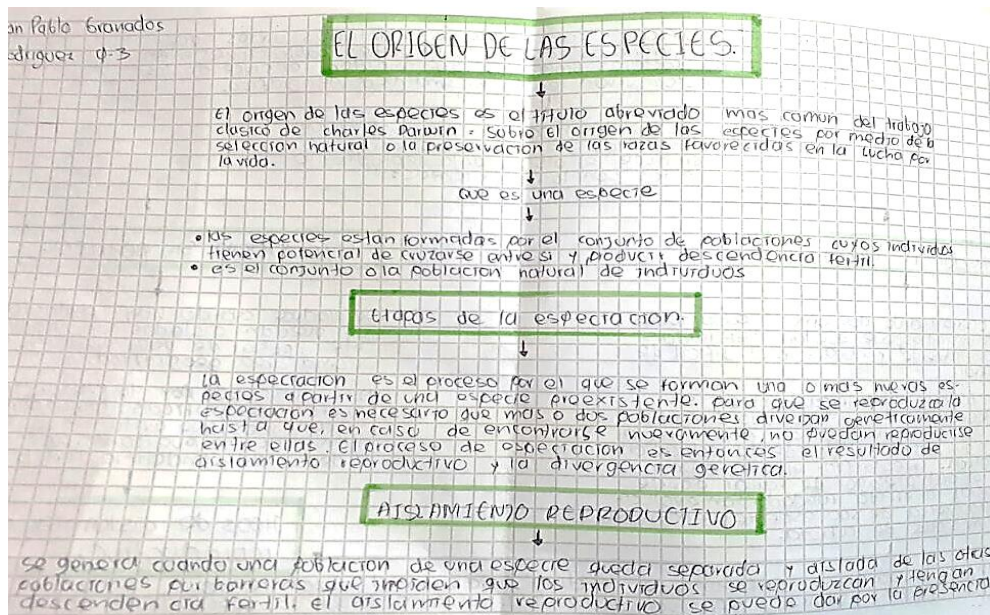 an Pablo Granados
odriguez 9-3
EL ORIGEN DE LAS ESPECIES.
El origen de las especies es el titulo abreviado mas comun del trabajo
clasico de charles Darwin: sobre El origen de las especies por medio de la
seleccion natural o la preservacion de las razas favorecidas en la lucha por
la vida.
que es una especie
• las especies estan formadas por el conjunto de poblaciones cuyos individuos
tienen potencial de cruzarse entre si y producir descendencia fertil.
• es el conjunto o la poblacion natural de individuos
Etapas de la especiacion.
La especiacion es el proceso por el que se forman una o mas nuevas es-
pecies apartir de una especie preexistente. para que se reproduzca la
especiacion es necesario que mas o dos poblaciones diverjan geneticamente
hasta que, en caso de encontrarse nuevamente, no puedan reproducirse
entre ellas. El proceso de especiacion es entonces el resultado de
aislamiento reproductivo y la divergencia genetica.
AISLAMIENTO REPRODUCTIVO
se genera cuando una poblacion de una especie queda separada y aislada de las otras
poblaciones por barreras que impiden que los individuos se reproduzcan y tengan
descendencia fertil. el aislamiento reproductivo se puede dar por la presencia